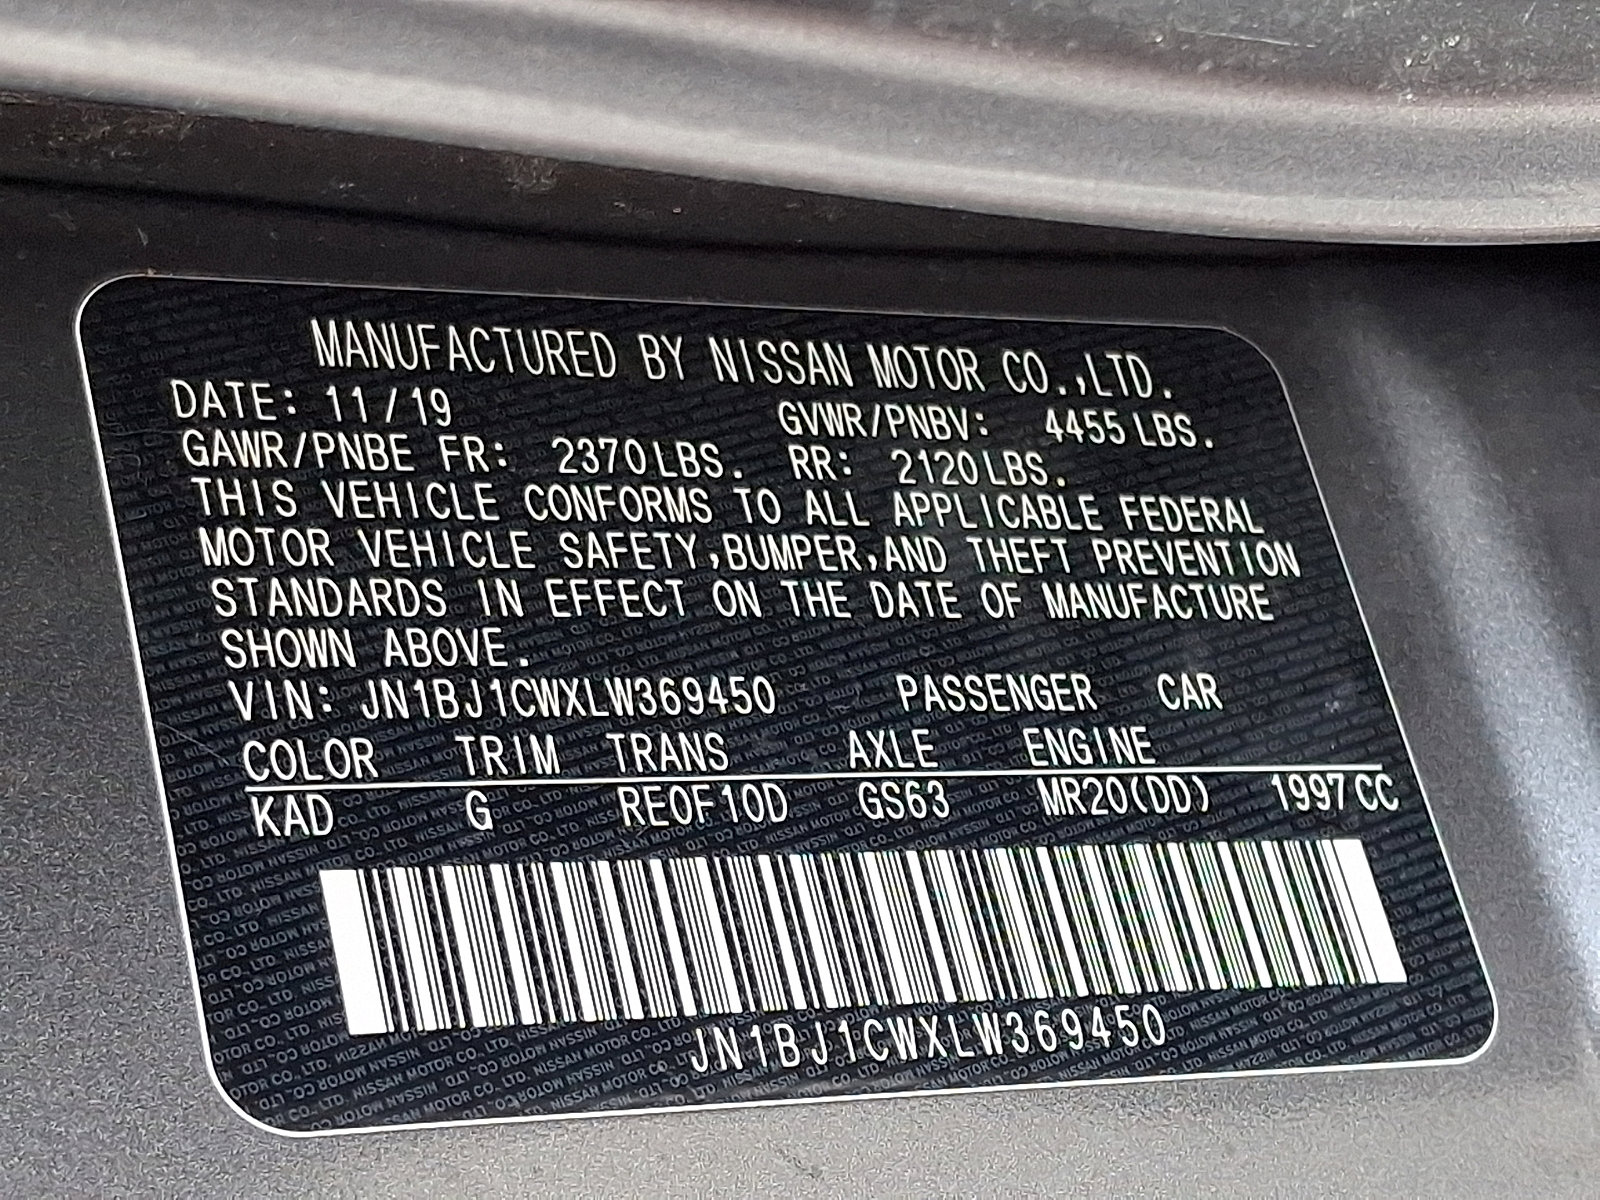 MANUFACTURED BY NISSAN MOTOR CO.,LTD.
DATE: 11/19 GVWR/PNBV: 4455 LBS.
GAWR/PNBE FR: 2370LBS. RR: 2120LBS.
THIS VEHICLE CONFORMS TO ALL APPLICABLE FEDERAL
MOTOR VEHICLE SAFETY,BUMPER,AND THEFT PREVENTION
STANDARDS IN EFFECT ON THE DATE OF MANUFACTURE
SHOWN ABOVE.
VIN: JN1BJ1CWXLW369450 PASSENGER CAR
COLOR TRIM TRANS AXLE ENGINE
KAD G RE0F10D GS63 MR20(DD) 1997CC
JN1BJ1CWXLW369450